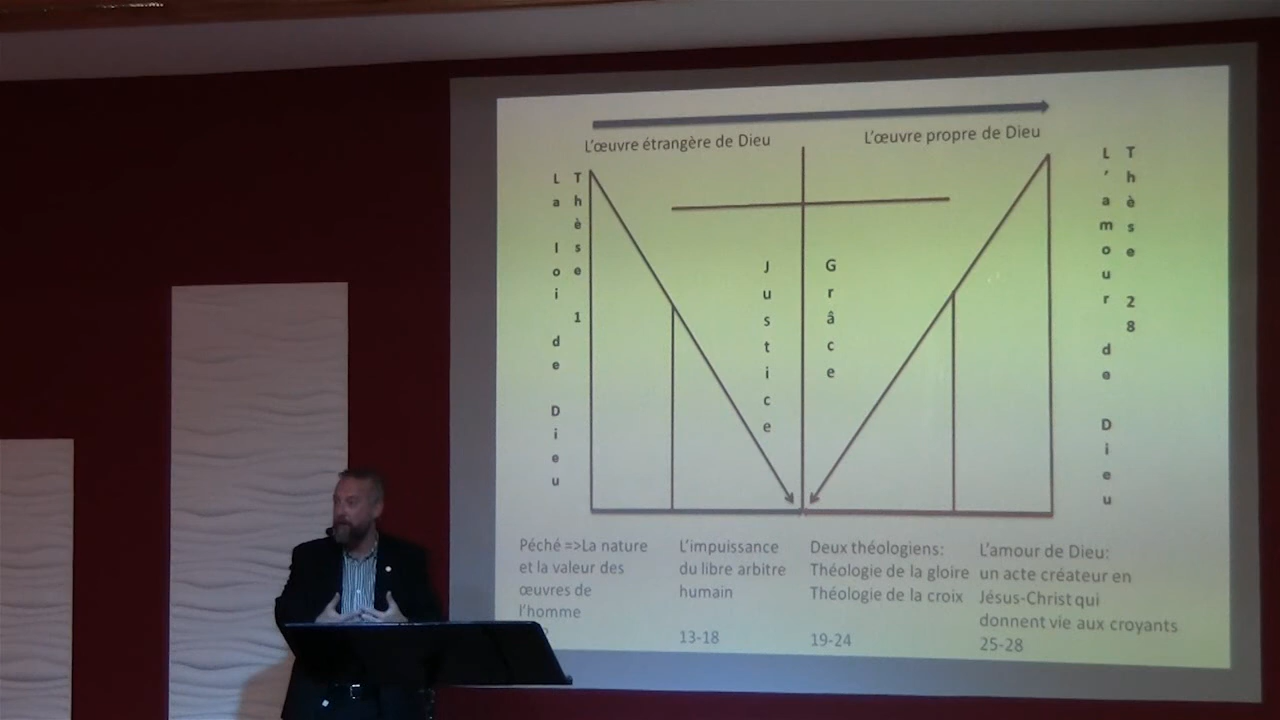 L'œuvre étrangère de Dieu
L'œuvre propre de Dieu
La loi de Dieu
Thèse 1
Justice
Grâce
L'amour de Dieu
Thèse 28
Péché =>La nature
et la valeur des
œuvres de
l'homme
L'impuissance
du libre arbitre
humain
13-18
Deux théologiens:
Théologie de la gloire
Théologie de la croix
19-24
L'amour de Dieu:
un acte créateur en
Jésus-Christ qui
donnent vie aux croyants
25-28